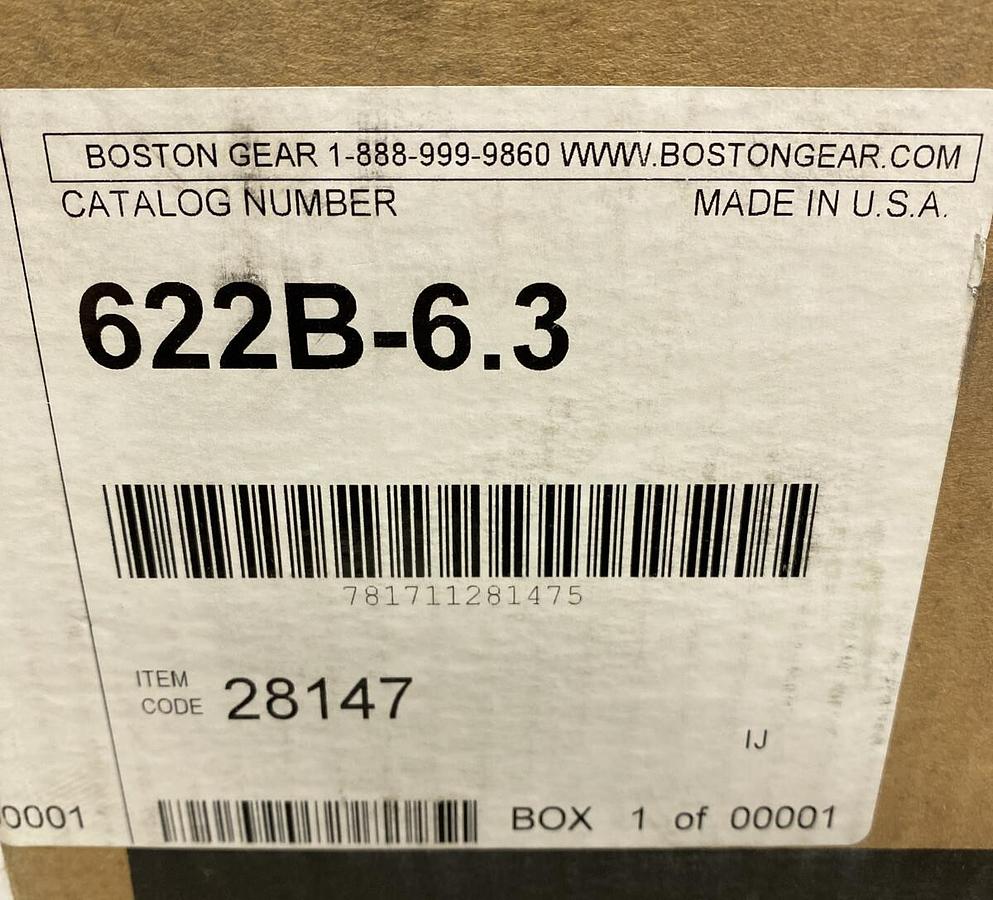 BOSTON GEAR 1-888-999-9860 WWW.BOSTONGEAR.COM
CATALOG NUMBER MADE IN U.S.A.
622B-6.3
781711281475
ITEM
CODE 28147
IJ
0001
BOX 1 of 00001